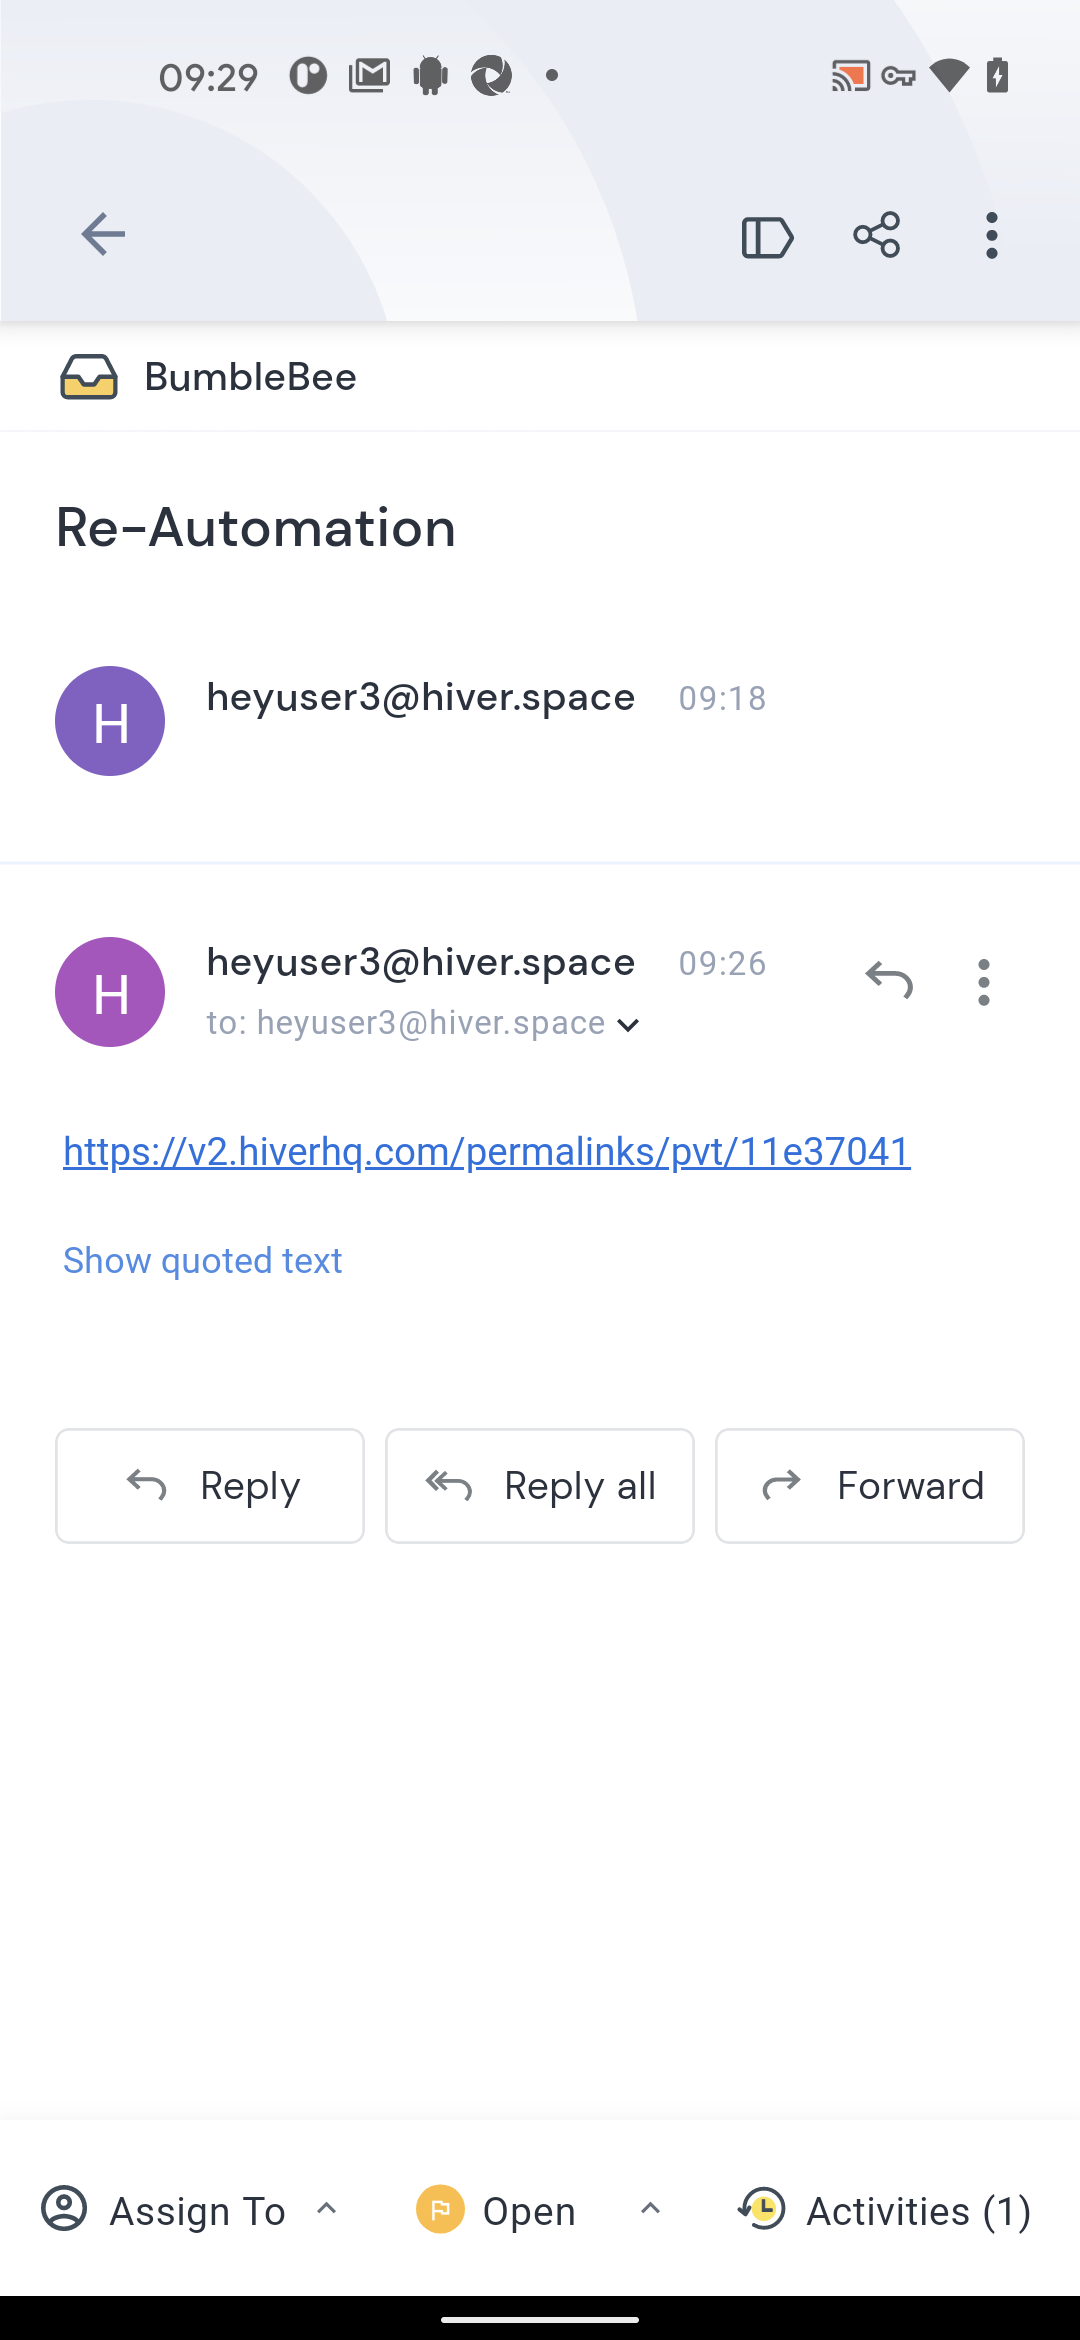 09:29
BumbleBee
Re-Automation
H
heyuser3@hiver.space 09:18
H
heyuser3@hiver.space 09:26
to: heyuser3@hiver.space
https://v2.hiverhq.com/permalinks/pvt/11e37041
Show quoted text
Reply Reply all Forward
Assign To Open Activities (1)